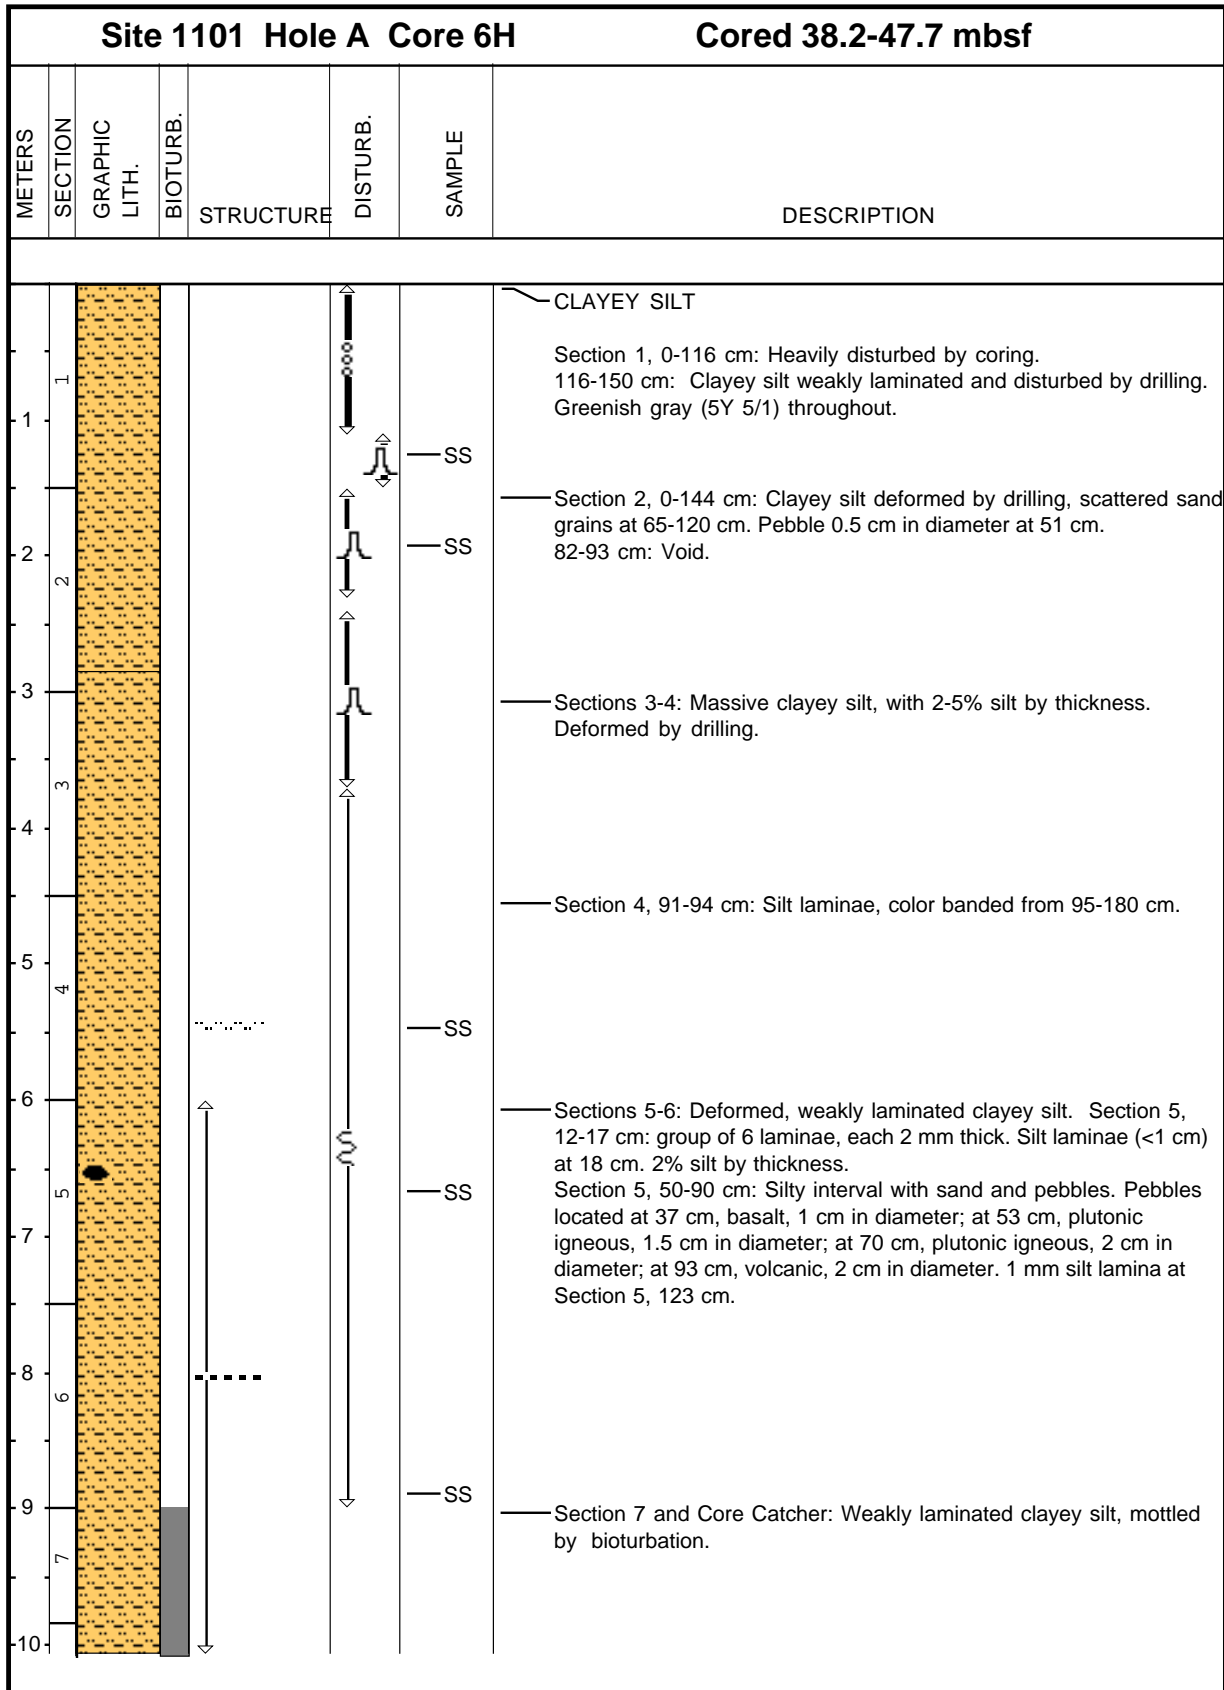 Site 1101 Hole A Core 6H Cored 38.2-47.7 mbsf
METERS
SECTION
GRAPHIC
LITH.
BIOTURB.
STRUCTURE
DISTURB.
SAMPLE
DESCRIPTION
CLAYEY SILT
Section 1, 0-116 cm: Heavily disturbed by coring.
116-150 cm: Clayey silt weakly laminated and disturbed by drilling.
Greenish gray (5Y 5/1) throughout.
1
1
SS
Section 2, 0-144 cm: Clayey silt deformed by drilling, scattered sand
grains at 65-120 cm. Pebble 0.5 cm in diameter at 51 cm.
82-93 cm: Void.
2
SS
2
3
Sections 3-4: Massive clayey silt, with 2-5% silt by thickness.
Deformed by drilling.
3
4
Section 4, 91-94 cm: Silt laminae, color banded from 95-180 cm.
5
4
SS
6
Sections 5-6: Deformed, weakly laminated clayey silt. Section 5,
12-17 cm: group of 6 laminae, each 2 mm thick. Silt laminae (<1 cm)
at 18 cm. 2% silt by thickness.
Section 5, 50-90 cm: Silty interval with sand and pebbles. Pebbles
located at 37 cm, basalt, 1 cm in diameter; at 53 cm, plutonic
igneous, 1.5 cm in diameter; at 70 cm, plutonic igneous, 2 cm in
diameter; at 93 cm, volcanic, 2 cm in diameter. 1 mm silt lamina at
Section 5, 123 cm.
5
SS
7
8
6
SS
9
Section 7 and Core Catcher: Weakly laminated clayey silt, mottled
by bioturbation.
7
10